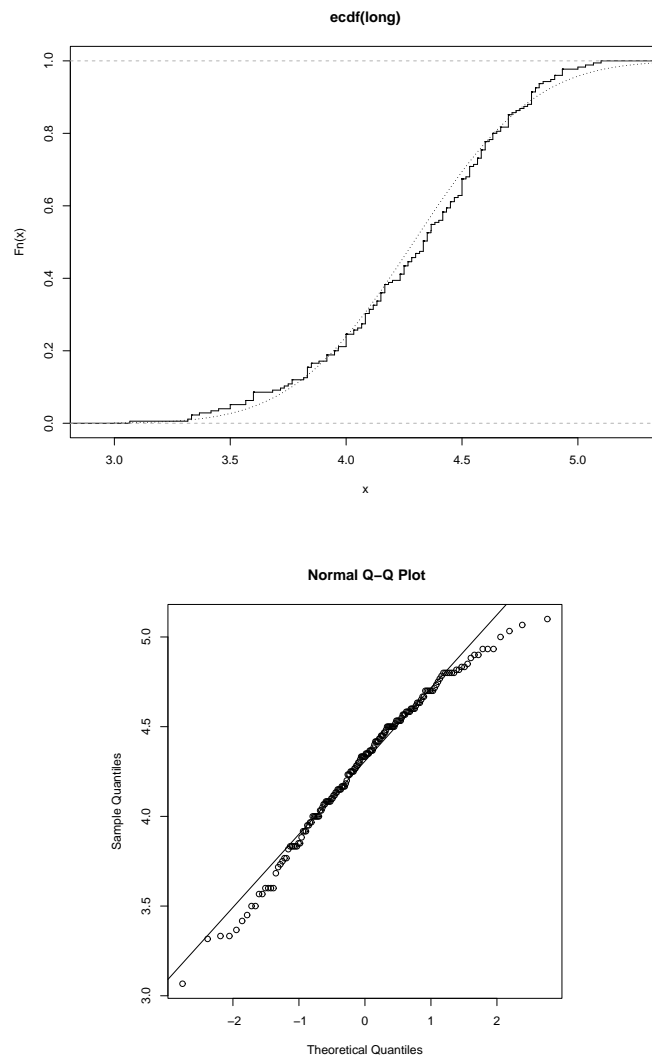 ecdf(long)
Fn(x)
1.0
0.8
0.6
0.4
0.2
0.0
3.0 3.5 4.0 4.5 5.0
x
Normal Q−Q Plot
Sample Quantiles
5.0
4.5
4.0
3.5
3.0
−2 −1 0 1 2
Theoretical Quantiles